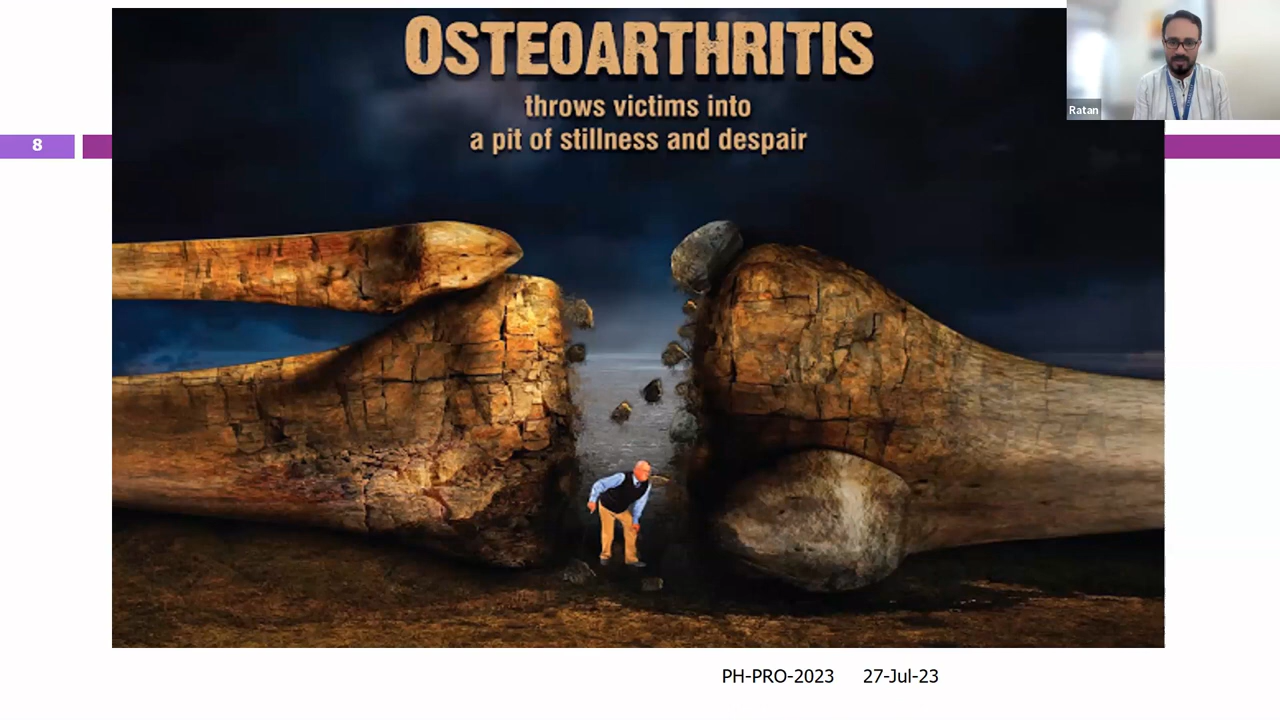 OSTEOARTHRITIS
throws victims into
a pit of stillness and despair
Ratan
8
PH-PRO-2023 27-Jul-23